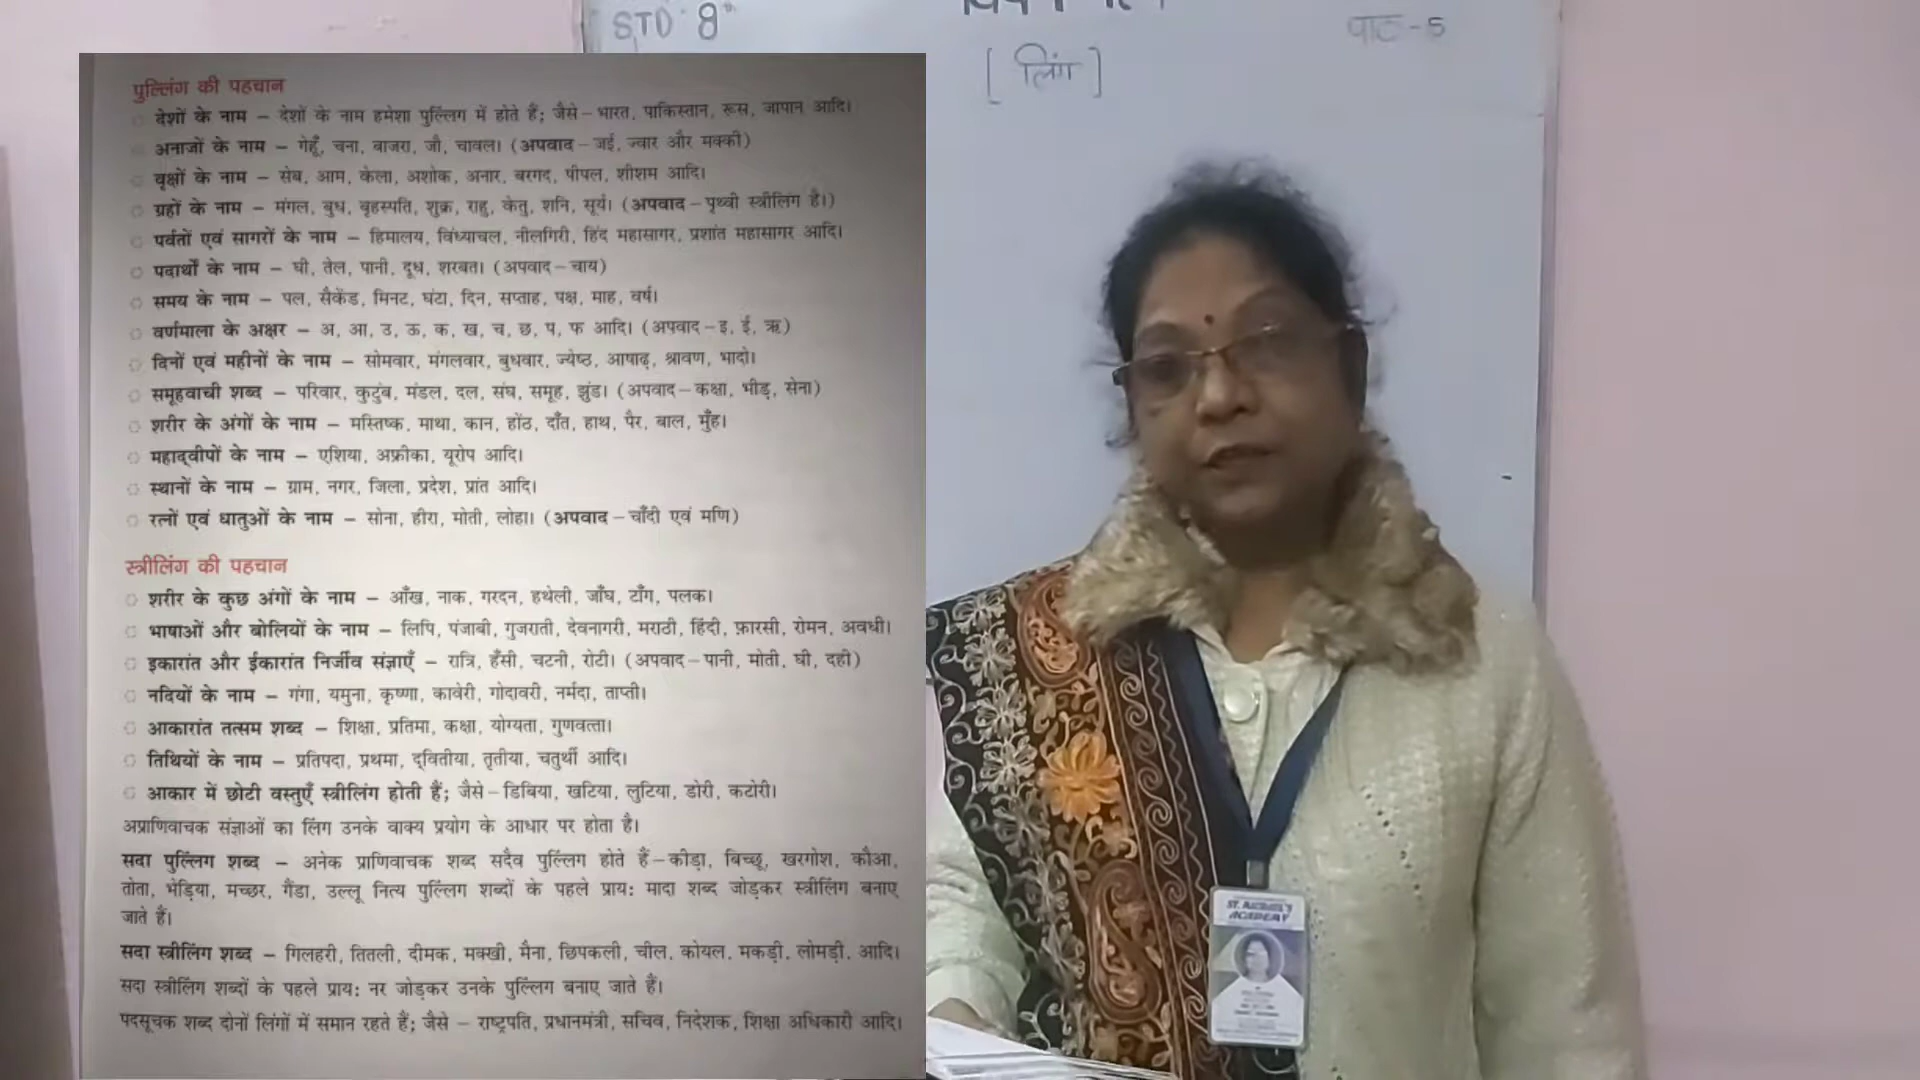 STD 8th
पाठ-5
[ लिंग ]
पुल्लिंग की पहचान
देशों के नाम – देशों के नाम हमेशा पुल्लिंग में होते हैं; जैसे – भारत, पाकिस्तान, रूस, जापान आदि।
अनाजों के नाम – गेहूँ, चना, बाजरा, जौ, चावल। (अपवाद – जई, ज्वार और मक्की)
वृक्षों के नाम – सेब, आम, केला, अशोक, अनार, बरगद, पीपल, शीशम आदि।
ग्रहों के नाम – मंगल, बुध, बृहस्पति, शुक्र, राहु, केतु, शनि, सूर्य। (अपवाद – पृथ्वी स्त्रीलिंग है।)
पर्वतों एवं सागरों के नाम – हिमालय, विंध्याचल, नीलगिरी, हिंद महासागर, प्रशांत महासागर आदि।
पदार्थों के नाम – घी, तेल, पानी, दूध, शरबत। (अपवाद – चाय)
समय के नाम – पल, सैकेंड, मिनट, घंटा, दिन, सप्ताह, पक्ष, माह, वर्ष।
वर्णमाला के अक्षर – अ, आ, उ, ऊ, क, ख, च, छ, प, फ आदि। (अपवाद – इ, ई, ऋ)
दिनों एवं महीनों के नाम – सोमवार, मंगलवार, बुधवार, ज्येष्ठ, आषाढ़, श्रावण, भादो।
समूहवाची शब्द – परिवार, कुटुंब, मंडल, दल, संघ, समूह, झुंड। (अपवाद – कक्षा, भीड़, सेना)
शरीर के अंगों के नाम – मस्तिष्क, माथा, कान, होंठ, दाँत, हाथ, पैर, बाल, मुँह।
महाद्वीपों के नाम – एशिया, अफ्रीका, यूरोप आदि।
स्थानों के नाम – ग्राम, नगर, जिला, प्रदेश, प्रांत आदि।
रत्नों एवं धातुओं के नाम – सोना, हीरा, मोती, लोहा। (अपवाद – चाँदी एवं मणि)
स्त्रीलिंग की पहचान
शरीर के कुछ अंगों के नाम – आँख, नाक, गरदन, हथेली, जाँघ, टाँग, पलक।
भाषाओं और बोलियों के नाम – लिपि, पंजाबी, गुजराती, देवनागरी, मराठी, हिंदी, फ़ारसी, रोमन, अवधी।
इकारांत और ईकारांत निर्जीव संज्ञाएँ – रात्रि, हँसी, चटनी, रोटी। (अपवाद – पानी, मोती, घी, दही)
नदियों के नाम – गंगा, यमुना, कृष्णा, कावेरी, गोदावरी, नर्मदा, ताप्ती।
आकारांत तत्सम शब्द – शिक्षा, प्रतिमा, कक्षा, योग्यता, गुणवत्ता।
तिथियों के नाम – प्रतिपदा, प्रथमा, द्वितीया, तृतीया, चतुर्थी आदि।
आकार में छोटी वस्तुएँ स्त्रीलिंग होती हैं; जैसे – डिबिया, खटिया, लुटिया, डोरी, कटोरी।
अप्राणिवाचक संज्ञाओं का लिंग उनके वाक्य प्रयोग के आधार पर होता है।
सदा पुल्लिंग शब्द – अनेक प्राणिवाचक शब्द सदैव पुल्लिंग होते हैं – कीड़ा, बिच्छू, खरगोश, कौआ,
तोता, भेड़िया, मच्छर, गैंडा, उल्लू नित्य पुल्लिंग शब्दों के पहले प्राय: मादा शब्द जोड़कर स्त्रीलिंग बनाए
जाते हैं।
सदा स्त्रीलिंग शब्द – गिलहरी, तितली, दीमक, मक्खी, मैना, छिपकली, चील, कोयल, मकड़ी, लोमड़ी, आदि।
सदा स्त्रीलिंग शब्दों के पहले प्राय: नर जोड़कर उनके पुल्लिंग बनाए जाते हैं।
पदसूचक शब्द दोनों लिंगों में समान रहते हैं; जैसे – राष्ट्रपति, प्रधानमंत्री, सचिव, निदेशक, शिक्षा अधिकारी आदि।
ACADEMY